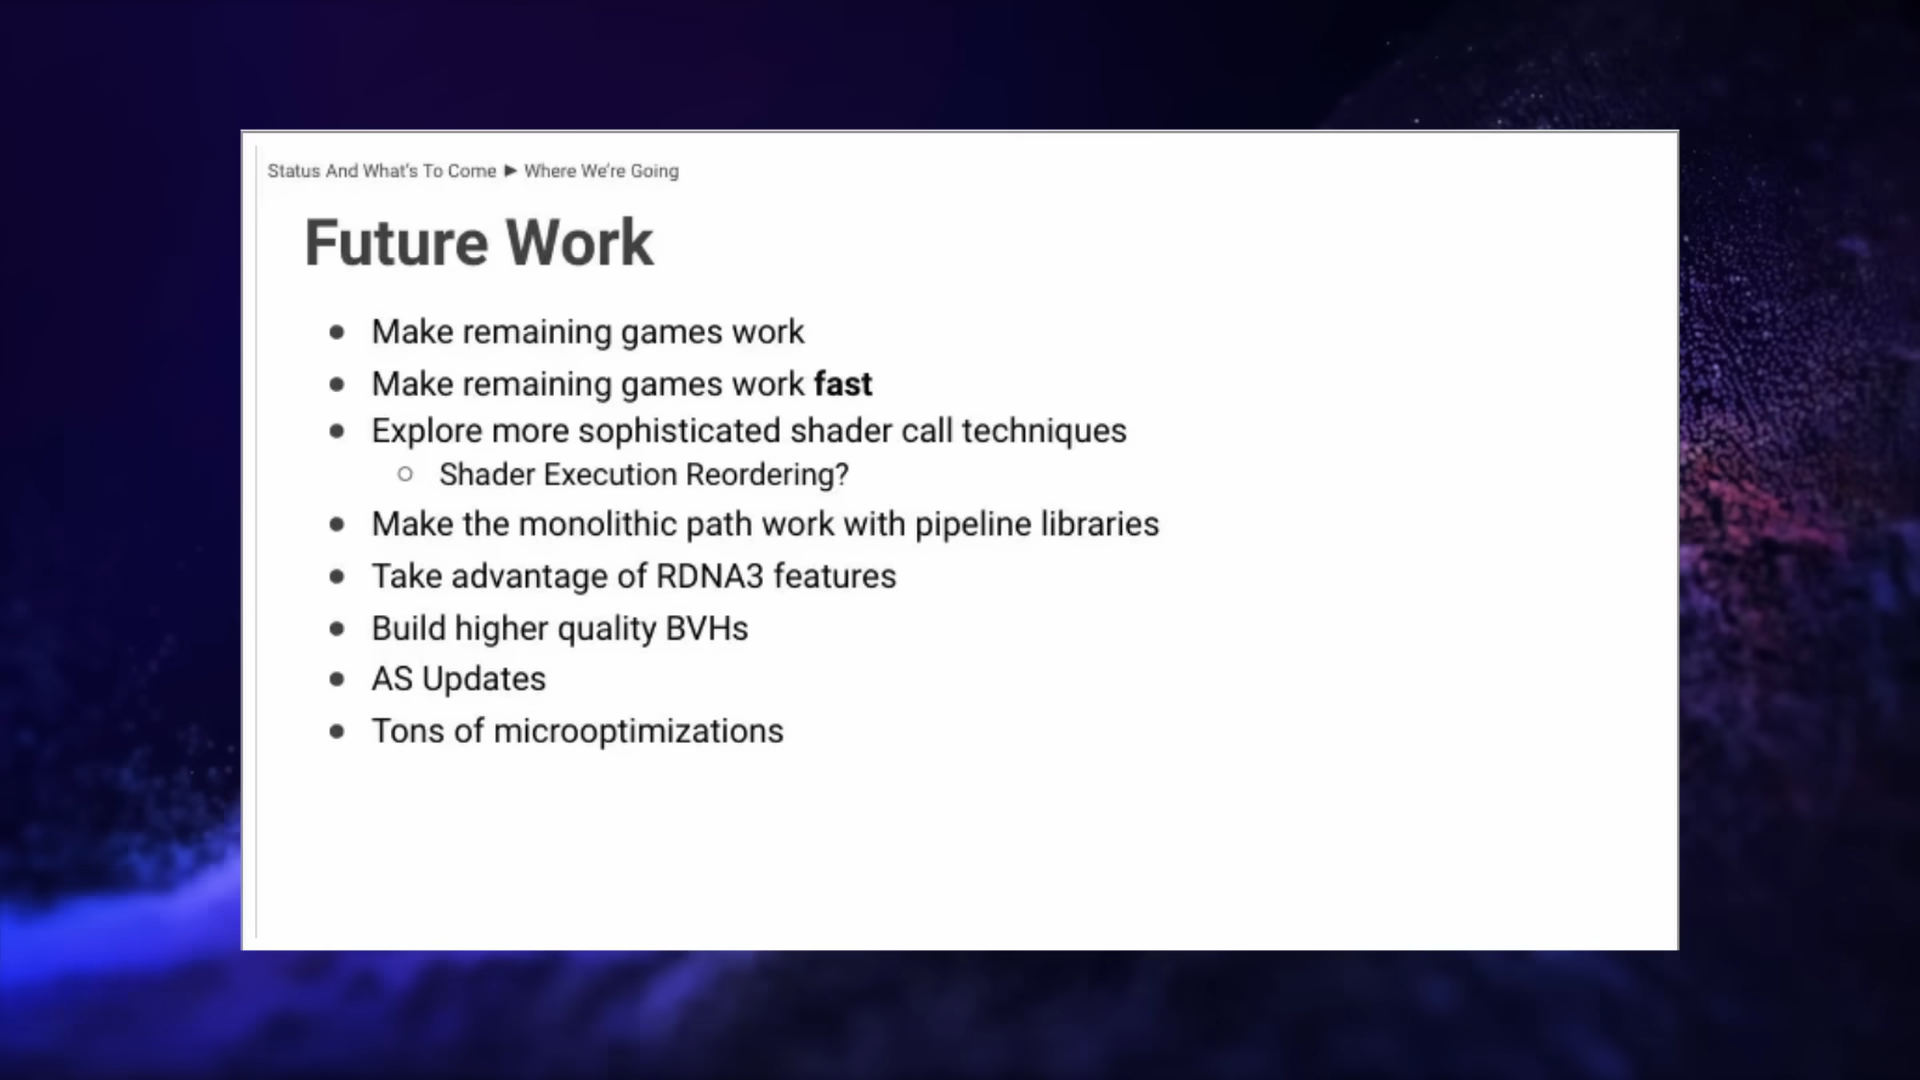 Status And What's To Come ► Where We're Going
Future Work
● Make remaining games work
● Make remaining games work fast
● Explore more sophisticated shader call techniques
○ Shader Execution Reordering?
● Make the monolithic path work with pipeline libraries
● Take advantage of RDNA3 features
● Build higher quality BVHs
● AS Updates
● Tons of microoptimizations